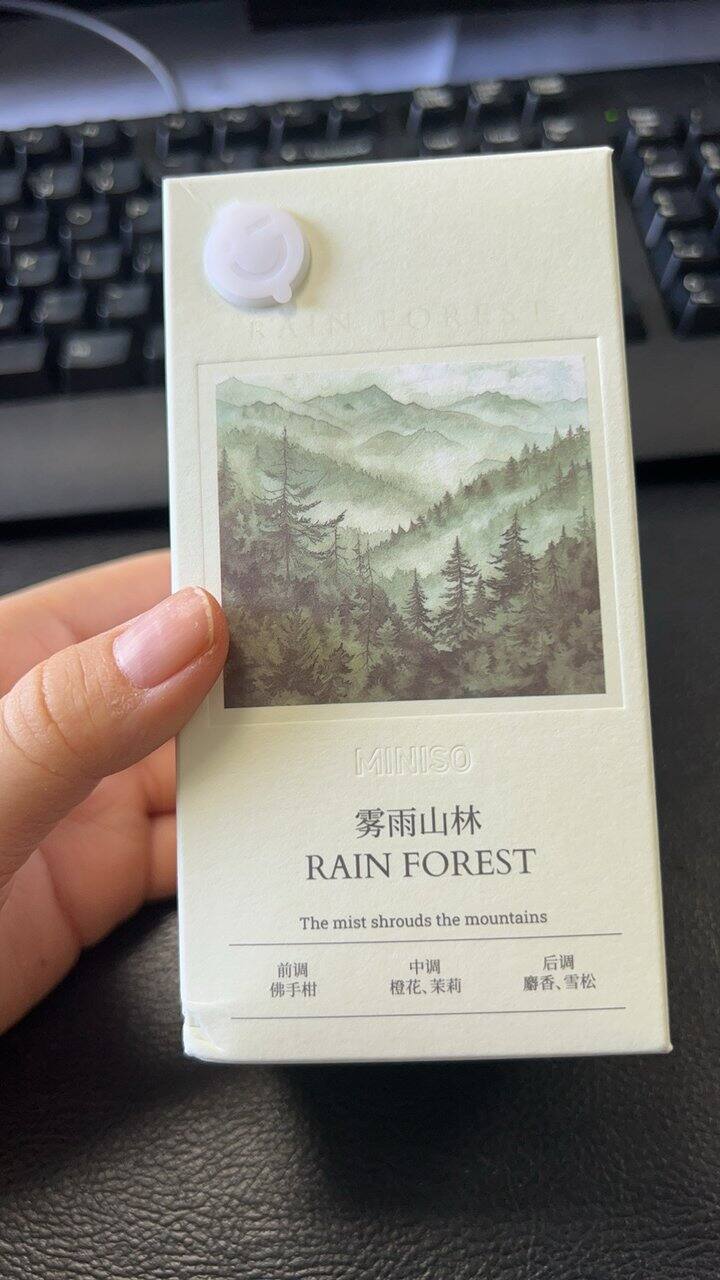 RAIN FOREST
MINISO
雾雨山林
RAIN FOREST
The mist shrouds the mountains
前调 中调 后调
佛手柑 橙花、茉莉 麝香、雪松